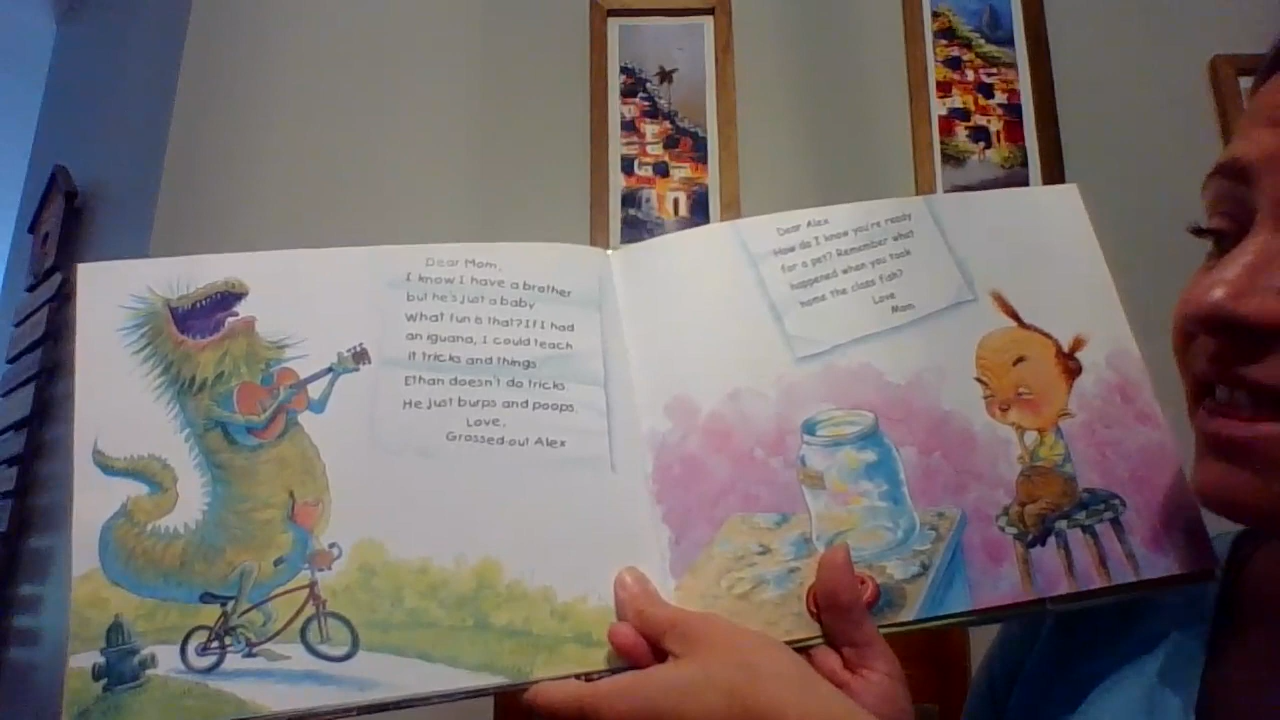 Dear Mom,
I know I have a brother
but he's just a baby
What fun is that? If I had
an iguana, I could teach
it tricks and things
Ethan doesn't do tricks.
He just burps and poops.
Love,
Grossed-out Alex
Dear Alex
How do I know you're ready
for a pet? Remember what
happened when you took
home the class fish?
Love
Mom